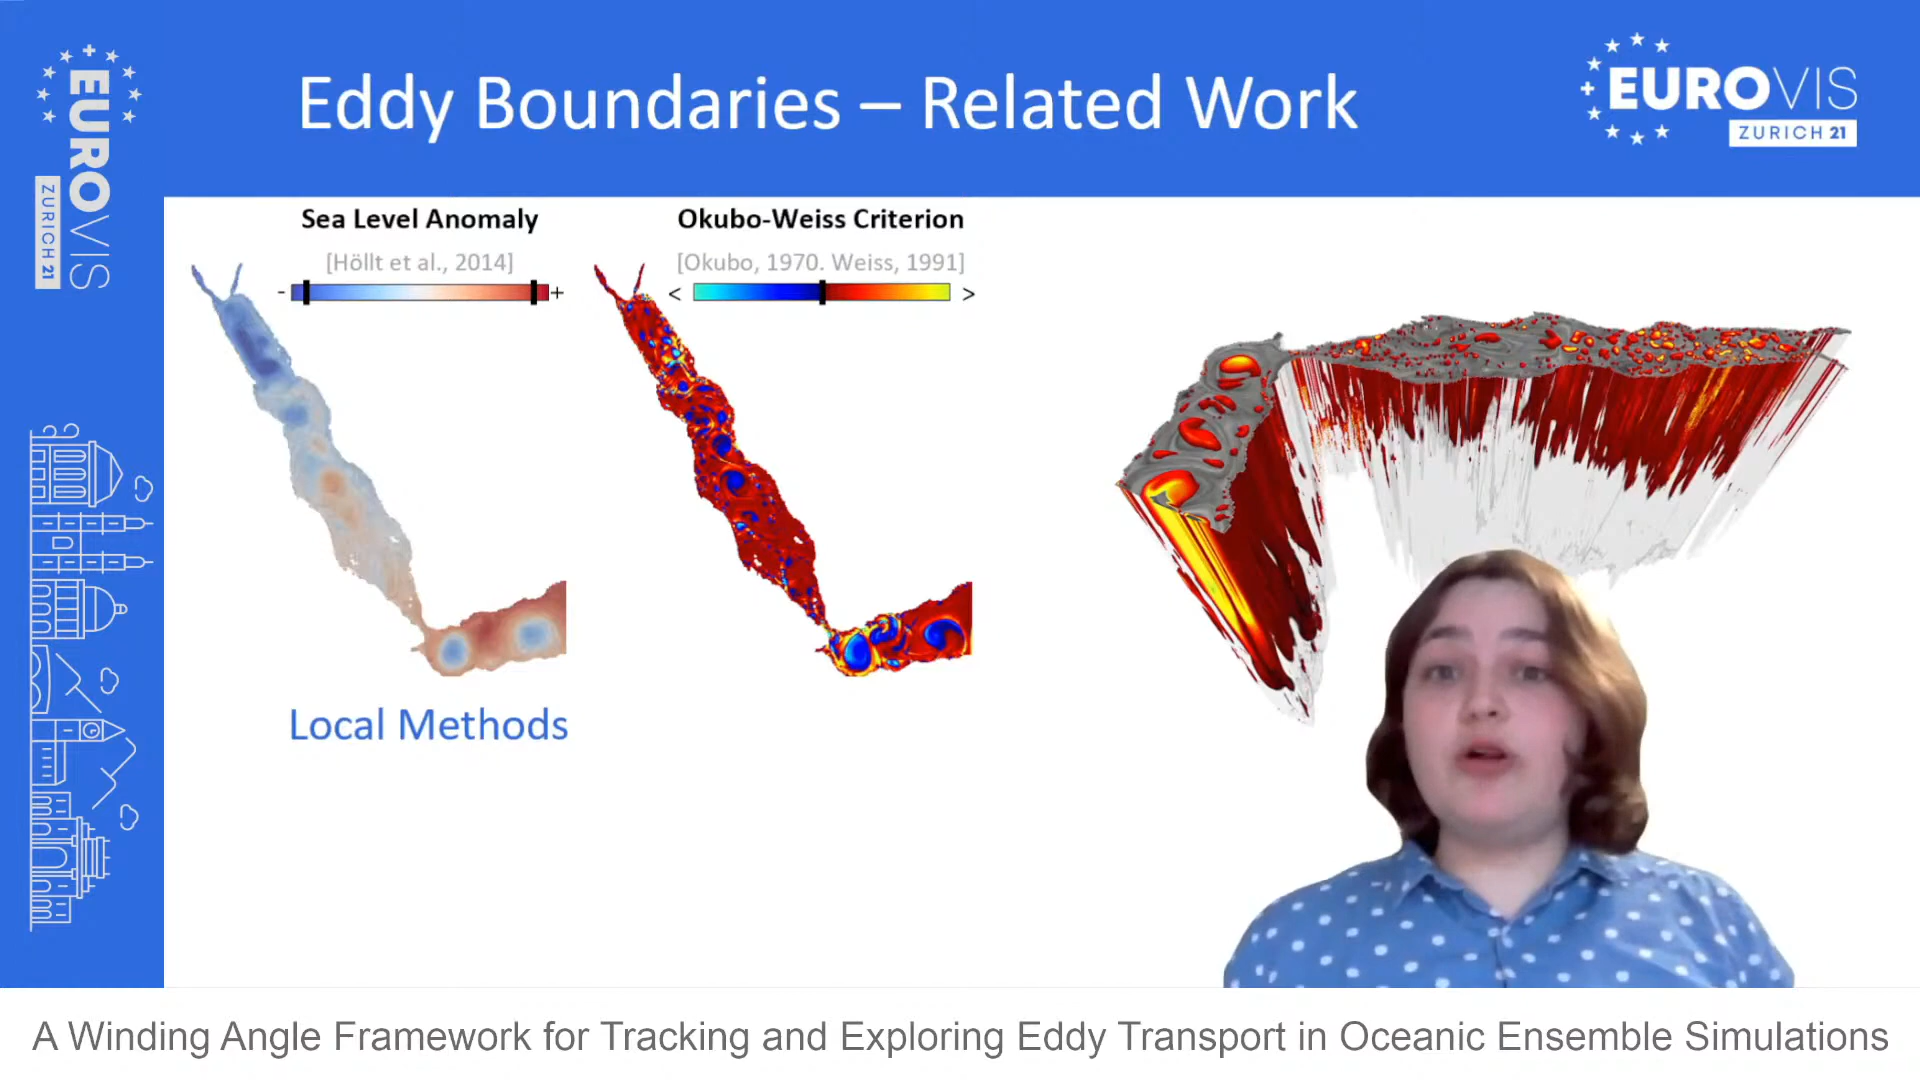 EUROVIS
ZURICH 21
Eddy Boundaries – Related Work
EUROVIS
ZURICH 21
Sea Level Anomaly
[Höllt et al., 2014]
- +
Okubo-Weiss Criterion
[Okubo, 1970. Weiss, 1991]
< >
Local Methods
A Winding Angle Framework for Tracking and Exploring Eddy Transport in Oceanic Ensemble Simulations